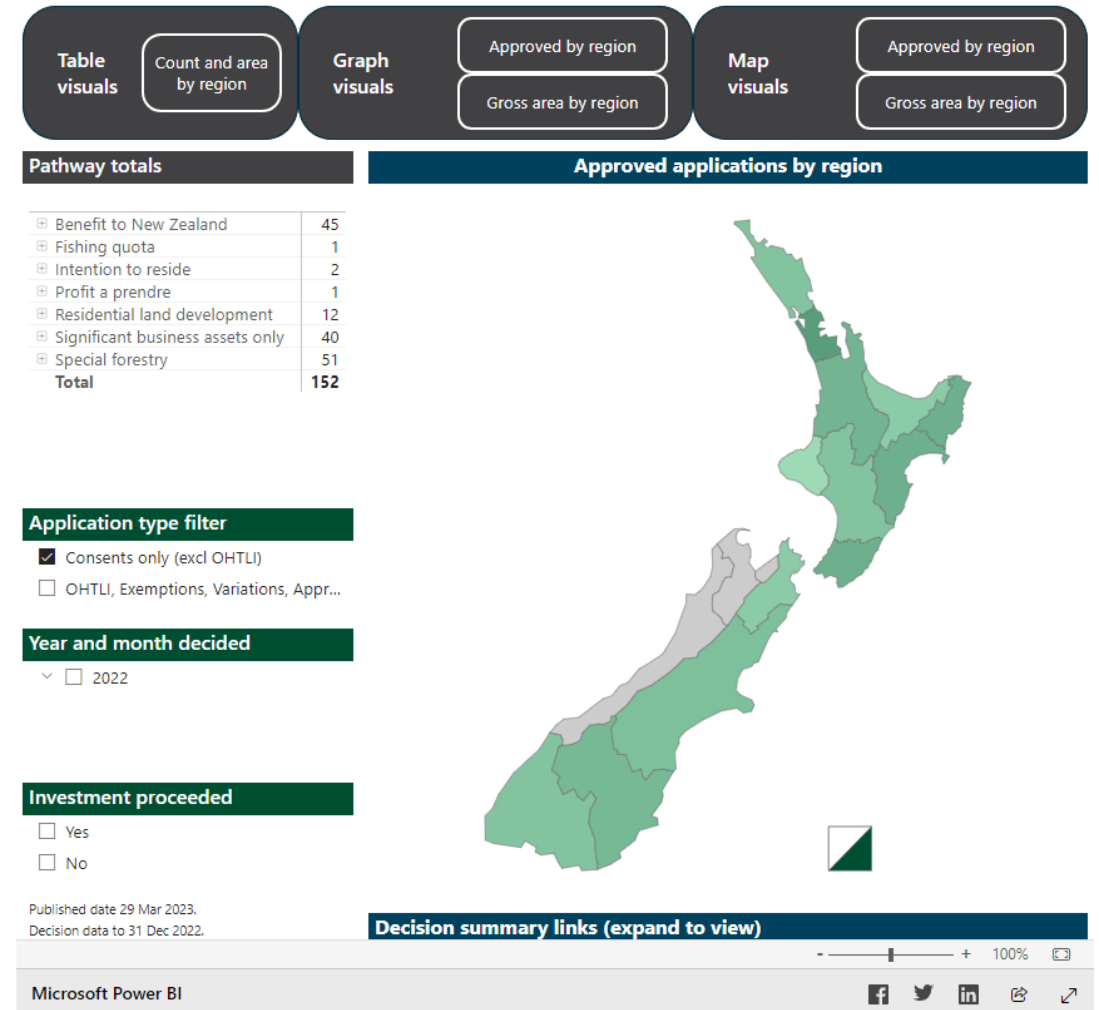 Table
visuals
Count and area
by region
Graph
visuals
Approved by region
Gross area by region
Map
visuals
Approved by region
Gross area by region
Pathway totals
Benefit to New Zealand 45
Fishing quota 1
Intention to reside 2
Profit a prendre 1
Residential land development 12
Significant business assets only 40
Special forestry 51
Total 152
Application type filter
Consents only (excl OHTLI)
OHTLI, Exemptions, Variations, Appr...
Year and month decided
2022
Investment proceeded
Yes
No
Published date 29 Mar 2023.
Decision data to 31 Dec 2022.
Approved applications by region
Decision summary links (expand to view)
- + 100%
Microsoft Power BI